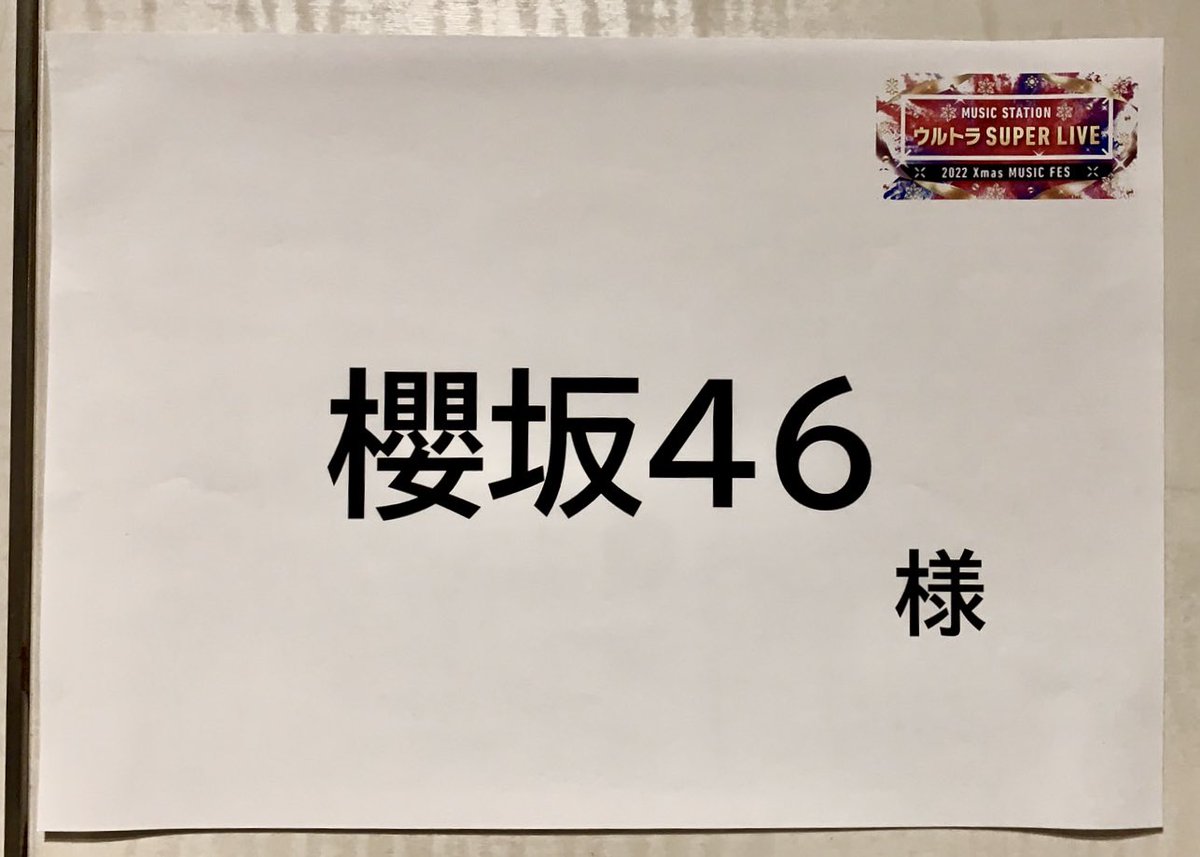 MUSIC STATION
ウルトラ SUPER LIVE
2022 Xmas MUSIC FES
櫻坂46
様